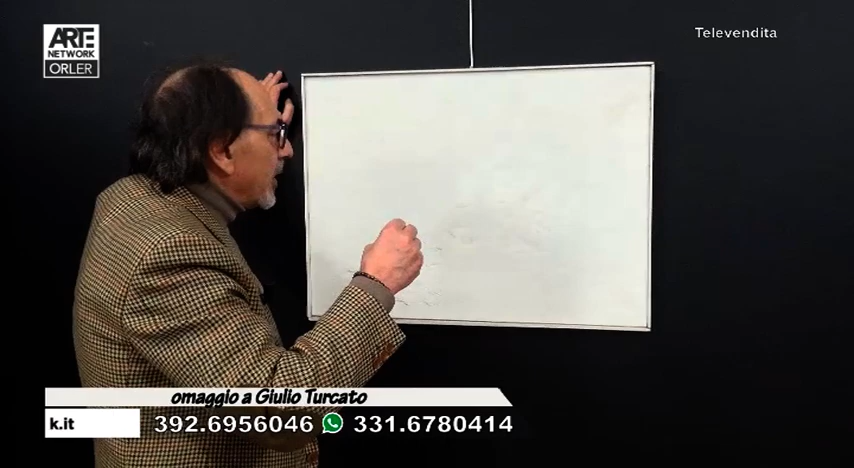 ARTE
NETWORK
ORLER
Televendita
omaggio a Giulio Turcato
k.it
392.6956046 331.6780414